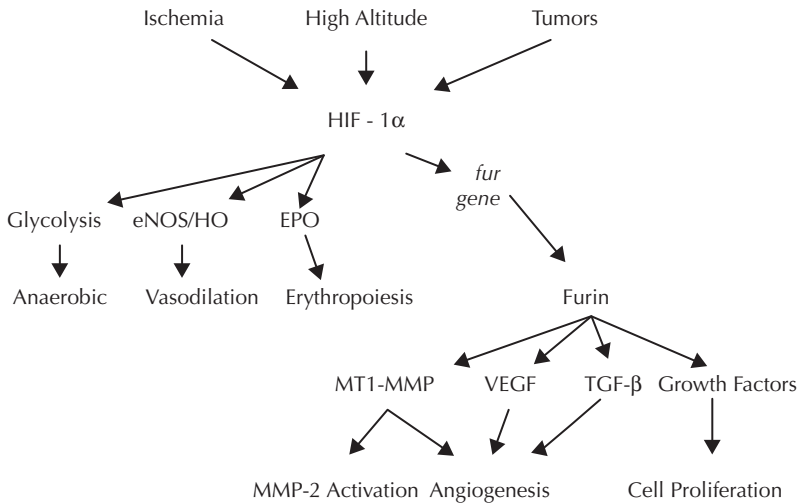 Ischemia High Altitude Tumors
HIF - 1α
fur
gene
Glycolysis eNOS/HO EPO
Anaerobic Vasodilation Erythropoiesis Furin
MT1-MMP VEGF TGF-β Growth Factors
MMP-2 Activation Angiogenesis Cell Proliferation